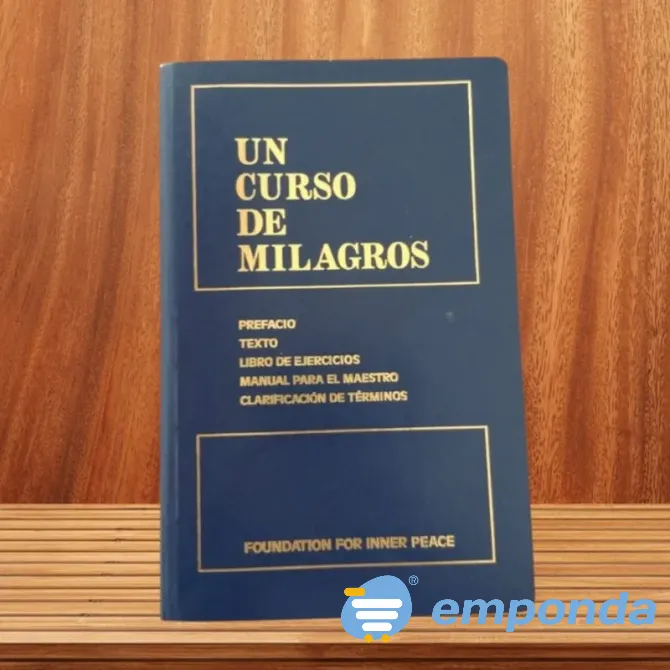 UN
CURSO
DE
MILAGROS
PREFACIO
TEXTO
LIBRO DE EJERCICIOS
MANUAL PARA EL MAESTRO
CLARIFICACIÓN DE TÉRMINOS
FOUNDATION FOR INNER PEACE
emponda®